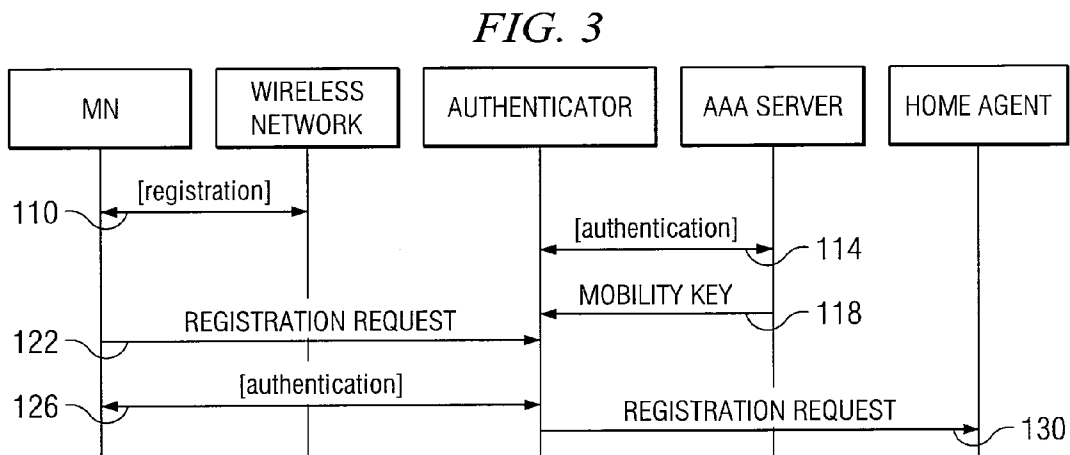 FIG. 3
MN
WIRELESS
NETWORK
AUTHENTICATOR
AAA SERVER
HOME AGENT
[registration]
110
[authentication]
114
MOBILITY KEY
118
REGISTRATION REQUEST
122
[authentication]
126
REGISTRATION REQUEST
130